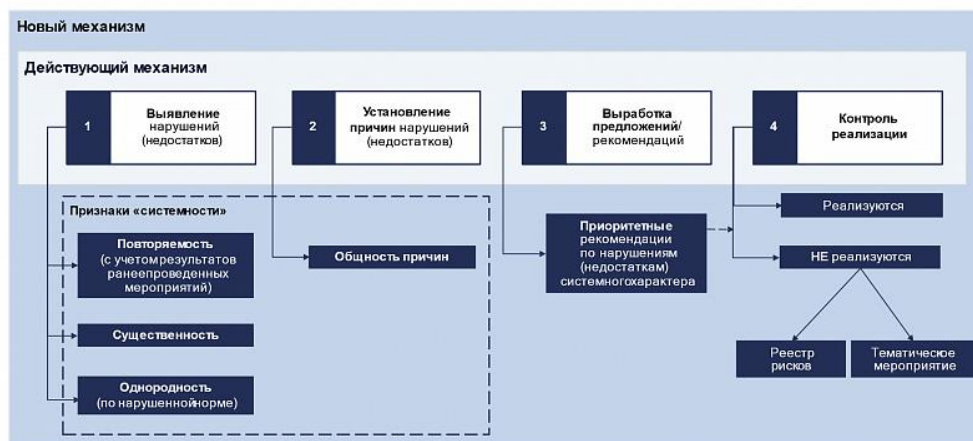 Новый механизм
Действующий механизм
1
Выявление
нарушений
(недостатков)
2
Установление
причин нарушений
(недостатков)
3
Выработка
предложений/
рекомендаций
4
Контроль
реализации
Признаки «системности»
Повторяемость
(с учетомрезультатов
ранеепроведенных
мероприятий)
Существенность
Однородность
(по нарушеннойнорме)
Общность причин
Приоритетные
рекомендации
по нарушениям
(недостаткам)
системногохарактера
Реализуются
НЕ реализуются
Реестр
рисков
Тематическое
мероприятие